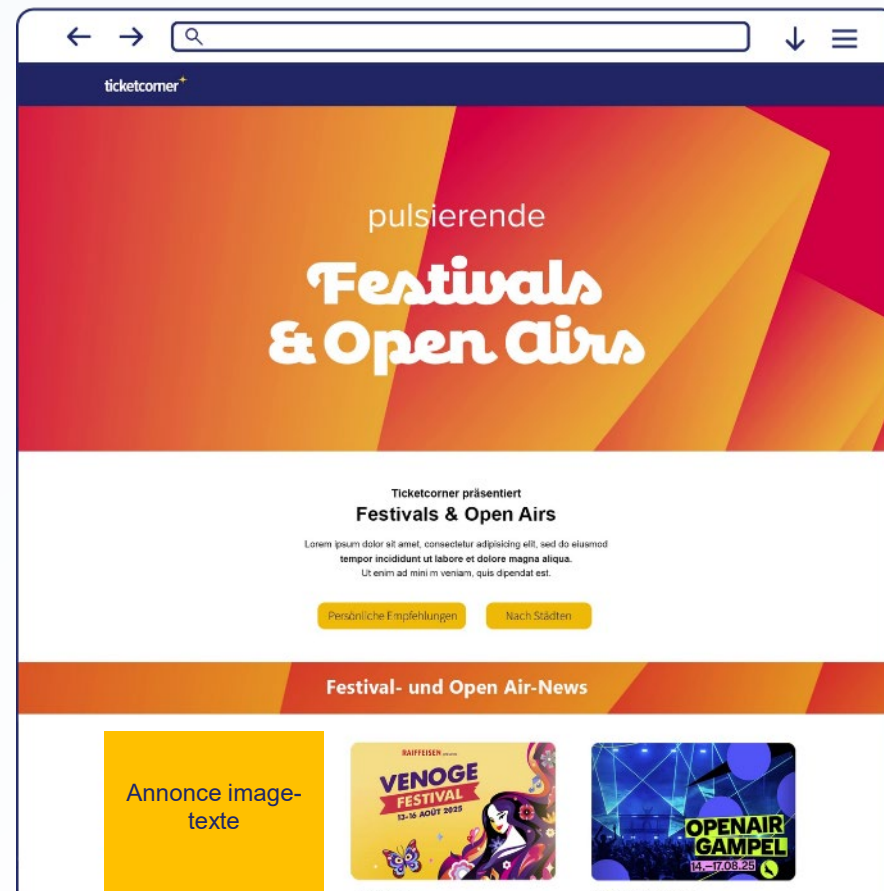 ticketcorner
pulsierende
Festivals
& Open Airs
Ticketcorner präsentiert
Festivals & Open Airs
Lorem ipsum dolor sit amet, consectetur adipisicing elit, sed do eiusmod
tempor incididunt ut labore et dolore magna aliqua.
Ut enim ad mini m veniam, quis dipendat est.
Persönliche Empfehlungen
Nach Städten
Festival- und Open Air-News
Annonce image-
texte
RAIFFEISEN
VENOGE
FESTIVAL
13-16 AOÛT 2025
OPENAIR
GAMPEL
14.–17.08.25